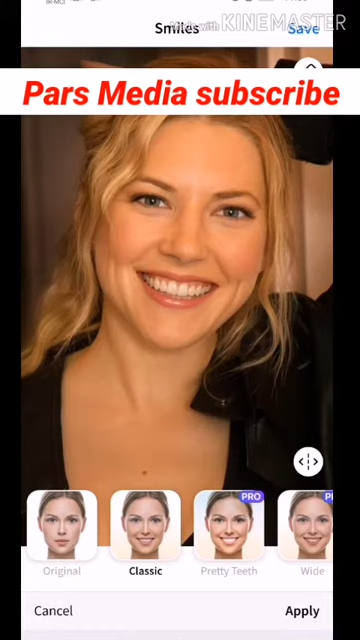 Smiles
Made with KINEMASTER
Save
Pars Media subscribe
PRO
Original
Classic
Pretty Teeth
Wide
Cancel
Apply